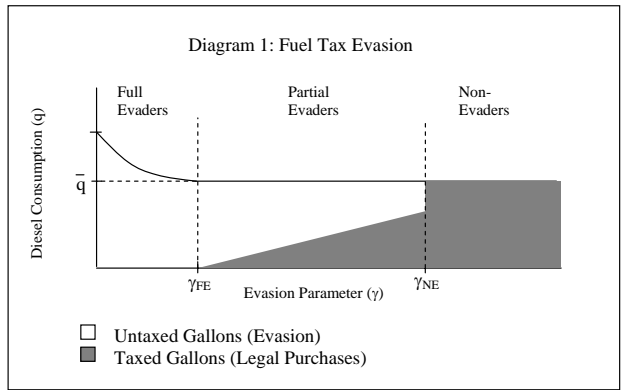 Diagram 1: Fuel Tax Evasion
Full
Evaders
Partial
Evaders
Non-
Evaders
Diesel Consumption (q)
q̅
γFE
Evasion Parameter (γ)
γNE
Untaxed Gallons (Evasion)
Taxed Gallons (Legal Purchases)